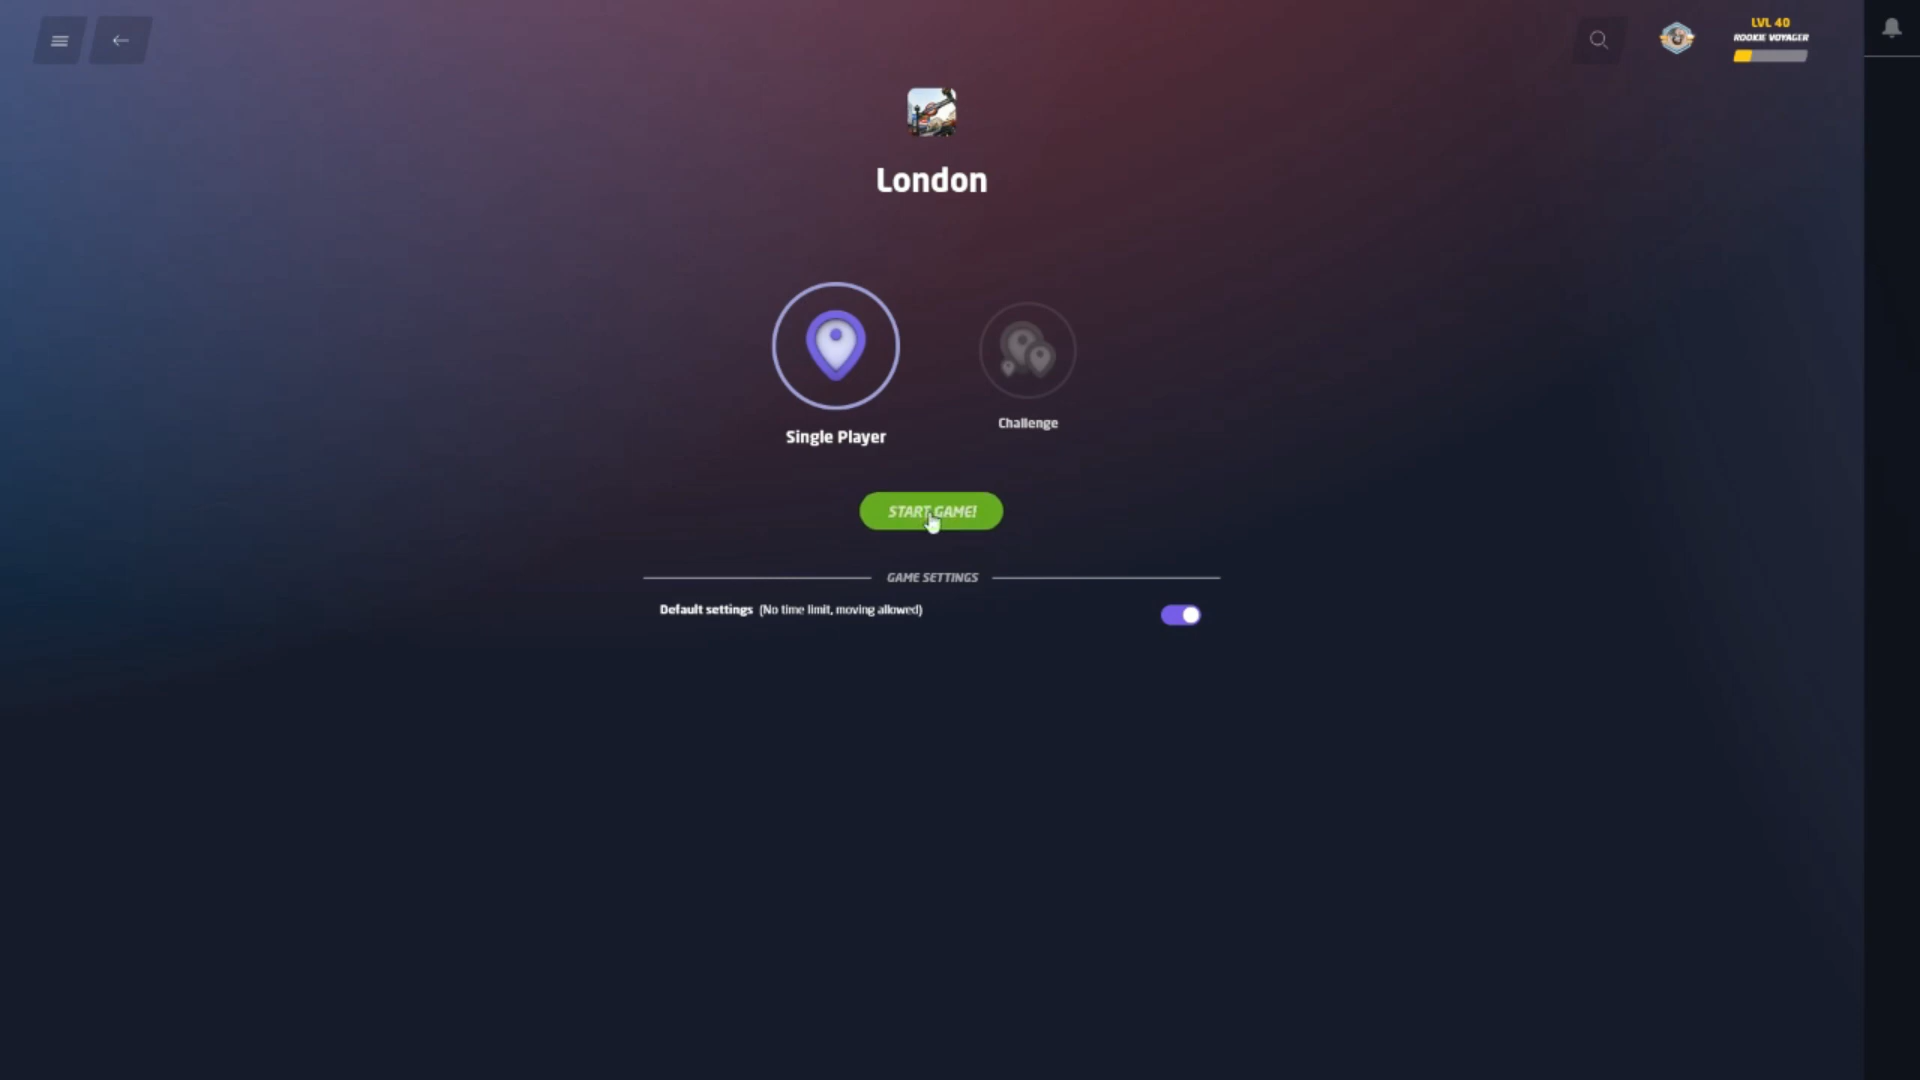 LVL 40
ROOKIE VOYAGER
London
Single Player
Challenge
START GAME!
GAME SETTINGS
Default settings (No time limit, moving allowed)